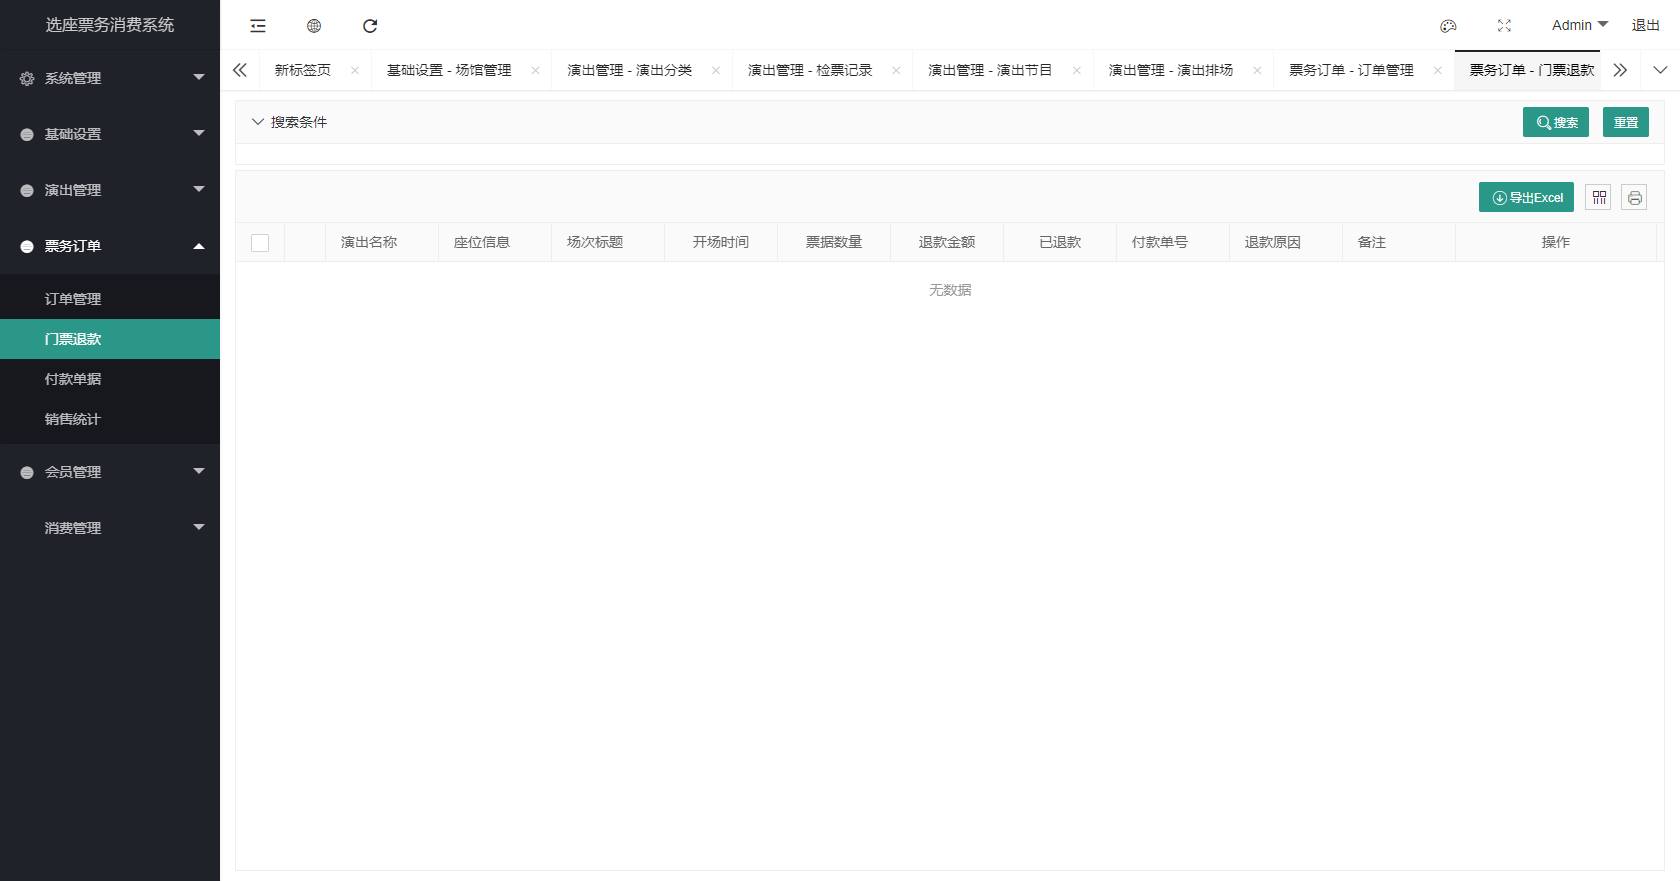 选座票务消费系统
Admin
退出
新标签页
基础设置 - 场馆管理
演出管理 - 演出分类
演出管理 - 检票记录
演出管理 - 演出节目
演出管理 - 演出排场
票务订单 - 订单管理
票务订单 - 门票退款
系统管理
基础设置
演出管理
票务订单
订单管理
门票退款
付款单据
销售统计
会员管理
消费管理
搜索条件
搜索
重置
导出Excel
演出名称
座位信息
场次标题
开场时间
票据数量
退款金额
已退款
付款单号
退款原因
备注
操作
无数据